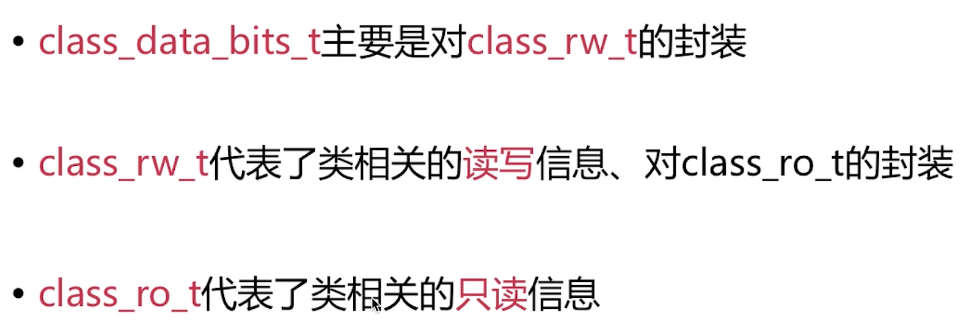 • class_data_bits_t主要是对class_rw_t的封装
• class_rw_t代表了类相关的读写信息、对class_ro_t的封装
• class_ro_t代表了类相关的只读信息